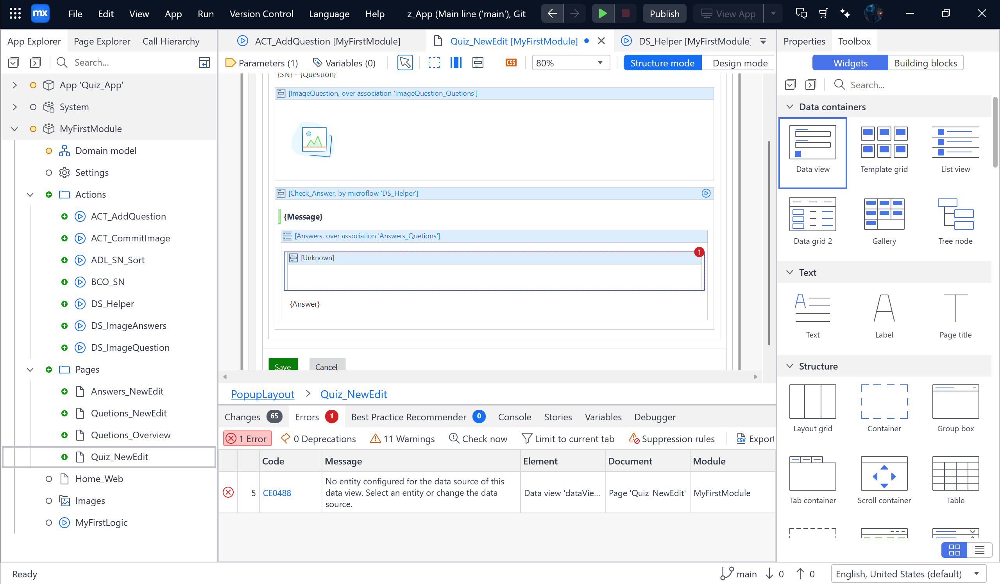 mx File Edit View App Run Version Control Language Help z_App (Main line ('main'), Git Publish View App
App Explorer Page Explorer Call Hierarchy
Search...
App 'Quiz_App'
System
MyFirstModule
Domain model
Settings
Actions
ACT_AddQuestion
ACT_CommitImage
ADL_SN_Sort
BCO_SN
DS_Helper
DS_ImageAnswers
DS_ImageQuestion
Pages
Answers_NewEdit
Quetions_NewEdit
Quetions_Overview
Quiz_NewEdit
Home_Web
Images
MyFirstLogic
ACT_AddQuestion [MyFirstModule] Quiz_NewEdit [MyFirstModule] DS_Helper [MyFirstModule]
Parameters (1) Variables (0) CSS 80% Structure mode Design mode
{SN} - {Question}
[ImageQuestion, over association 'ImageQuestion_Quetions']
[Check_Answer, by microflow 'DS_Helper']
{Message}
[Answers, over association 'Answers_Quetions']
[Unknown] 1
{Answer}
Save Cancel
PopupLayout > Quiz_NewEdit
Changes 65 Errors 1 Best Practice Recommender 0 Console Stories Variables Debugger
1 Error 0 Deprecations 11 Warnings Check now Limit to current tab Suppression rules CSV Export
Code Message Element Document Module
5 CE0488 No entity configured for the data source of this
data view. Select an entity or change the data
source.
Data view 'dataVie... Page 'Quiz_NewEdit' MyFirstModule
Properties Toolbox
Widgets Building blocks
Search...
Data containers
Data view Template grid List view
Data grid 2 Gallery Tree node
Text
Text Label Page title
Structure
Layout grid Container Group box
Tab container Scroll container Table
Ready main 0 0 English, United States (default)